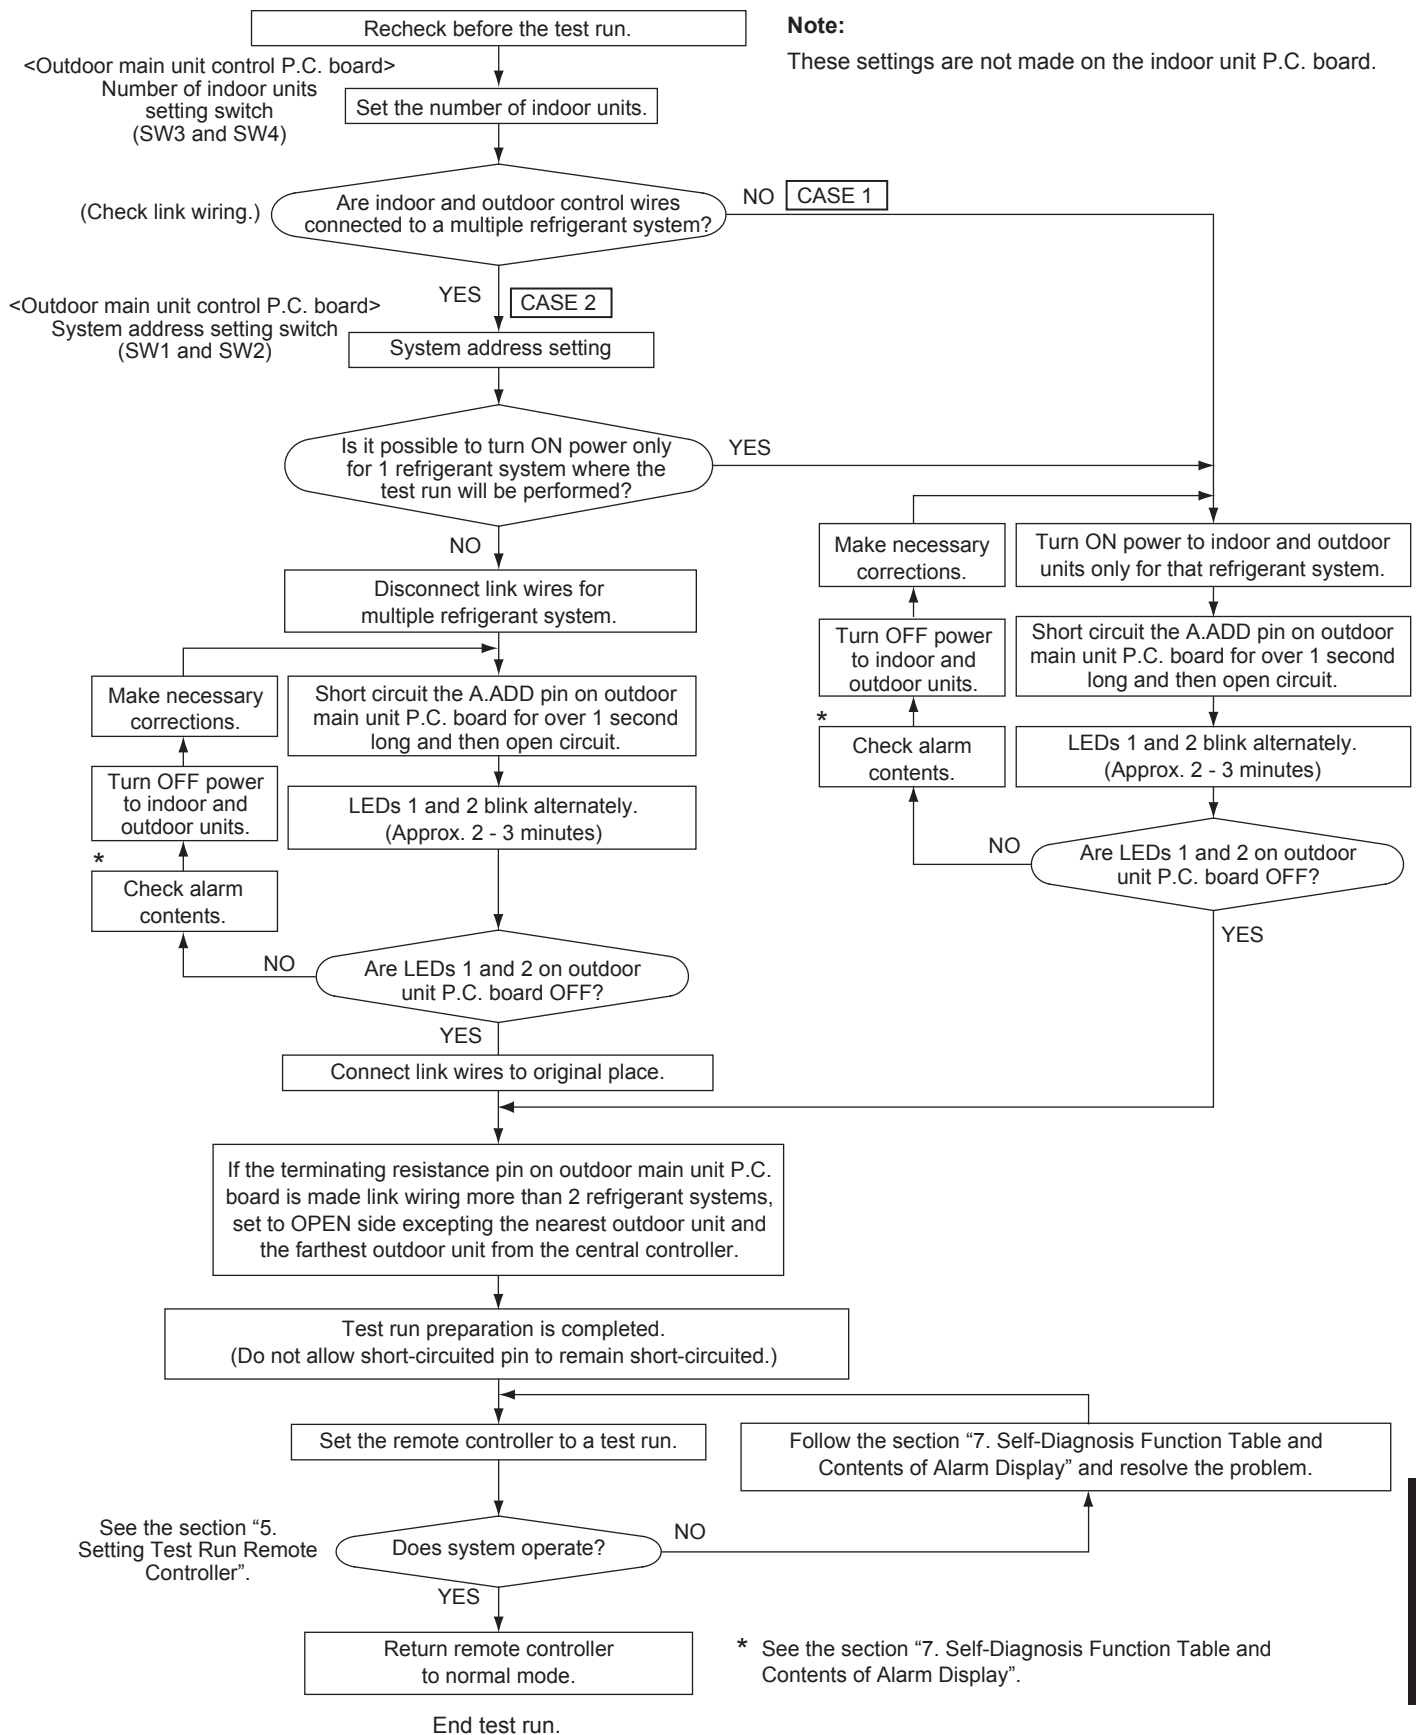 Recheck before the test run.
Note:
These settings are not made on the indoor unit P.C. board.
<Outdoor main unit control P.C. board>
Number of indoor units
setting switch
(SW3 and SW4)
Set the number of indoor units.
(Check link wiring.)
Are indoor and outdoor control wires
connected to a multiple refrigerant system?
NO
CASE 1
YES
CASE 2
<Outdoor main unit control P.C. board>
System address setting switch
(SW1 and SW2)
System address setting
Is it possible to turn ON power only
for 1 refrigerant system where the
test run will be performed?
YES
NO
Disconnect link wires for
multiple refrigerant system.
Make necessary
corrections.
Short circuit the A.ADD pin on outdoor
main unit P.C. board for over 1 second
long and then open circuit.
Turn OFF power
to indoor and
outdoor units.
LEDs 1 and 2 blink alternately.
(Approx. 2 - 3 minutes)
*
Check alarm
contents.
NO
Are LEDs 1 and 2 on outdoor
unit P.C. board OFF?
YES
Connect link wires to original place.
Make necessary
corrections.
Turn ON power to indoor and outdoor
units only for that refrigerant system.
Turn OFF power
to indoor and
outdoor units.
Short circuit the A.ADD pin on outdoor
main unit P.C. board for over 1 second
long and then open circuit.
*
Check alarm
contents.
LEDs 1 and 2 blink alternately.
(Approx. 2 - 3 minutes)
NO
Are LEDs 1 and 2 on outdoor
unit P.C. board OFF?
YES
If the terminating resistance pin on outdoor main unit P.C.
board is made link wiring more than 2 refrigerant systems,
set to OPEN side excepting the nearest outdoor unit and
the farthest outdoor unit from the central controller.
Test run preparation is completed.
(Do not allow short-circuited pin to remain short-circuited.)
Set the remote controller to a test run.
Follow the section “7. Self-Diagnosis Function Table and
Contents of Alarm Display” and resolve the problem.
See the section “5.
Setting Test Run Remote
Controller”.
Does system operate?
NO
YES
Return remote controller
to normal mode.
* See the section “7. Self-Diagnosis Function Table and
Contents of Alarm Display”.
End test run.